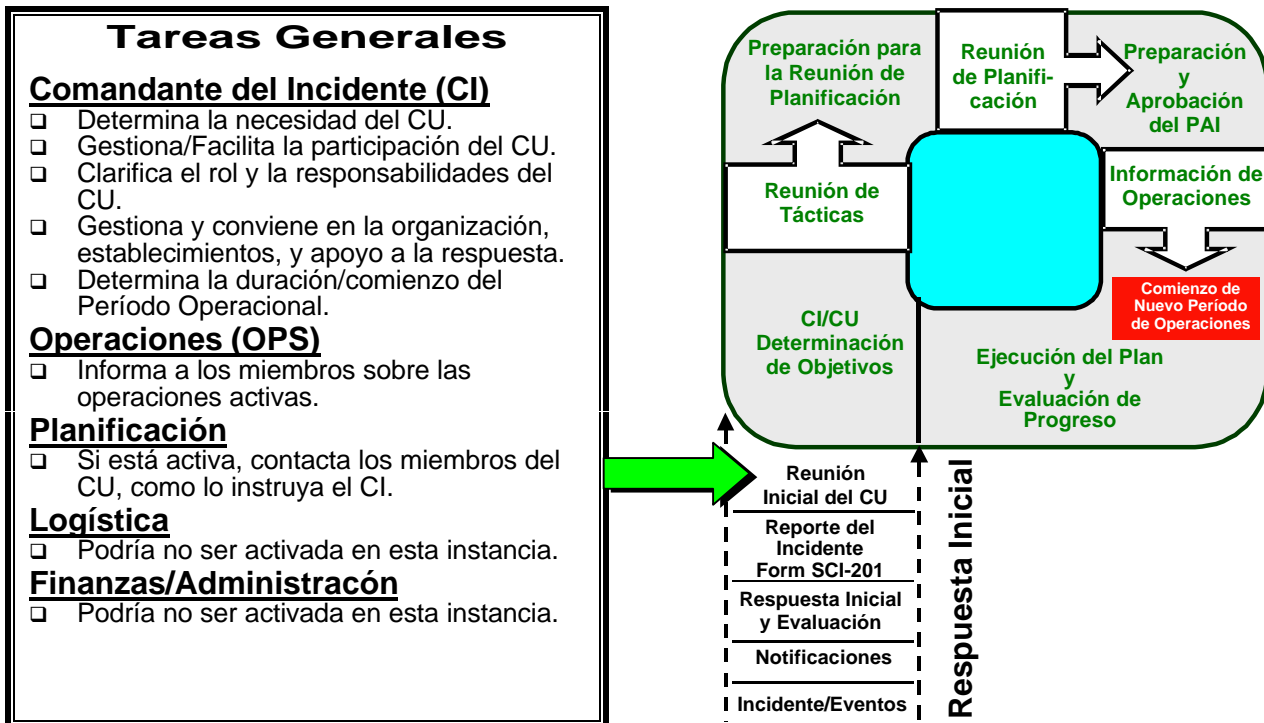 Tareas Generales
Comandante del Incidente (CI)
❑ Determina la necesidad del CU.
❑ Gestiona/Facilita la participación del CU.
❑ Clarifica el rol y la responsabilidades del
CU.
❑ Gestiona y conviene en la organización,
establecimientos, y apoyo a la respuesta.
❑ Determina la duración/comienzo del
Período Operacional.
Operaciones (OPS)
❑ Informa a los miembros sobre las
operaciones activas.
Planificación
❑ Si está activa, contacta los miembros del
CU, como lo instruya el CI.
Logística
❑ Podría no ser activada en esta instancia.
Finanzas/Administracón
❑ Podría no ser activada en esta instancia.
Preparación para
la Reunión de
Planificación
Reunión
de Planifi-
cación
Preparación
y
Aprobación
del PAI
Reunión de
Tácticas
Información de
Operaciones
Comienzo de
Nuevo Período
de Operaciones
CI/CU
Determinación
de Objetivos
Ejecución del Plan
y
Evaluación de
Progreso
Reunión
Inicial del CU
Reporte del
Incidente
Form SCI-201
Respuesta Inicial
y Evaluación
Notificaciones
Incidente/Eventos
Respuesta Inicial